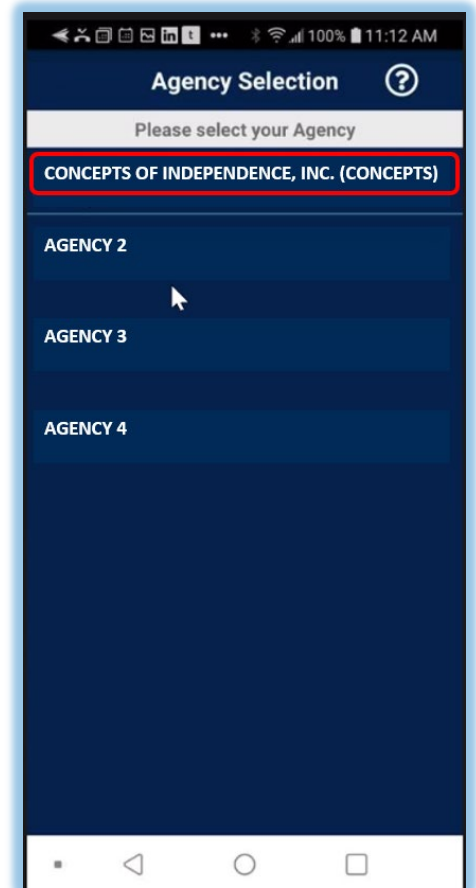 in t ••• 100% 11:12 AM
Agency Selection ?
Please select your Agency
CONCEPTS OF INDEPENDENCE, INC. (CONCEPTS)
AGENCY 2
AGENCY 3
AGENCY 4